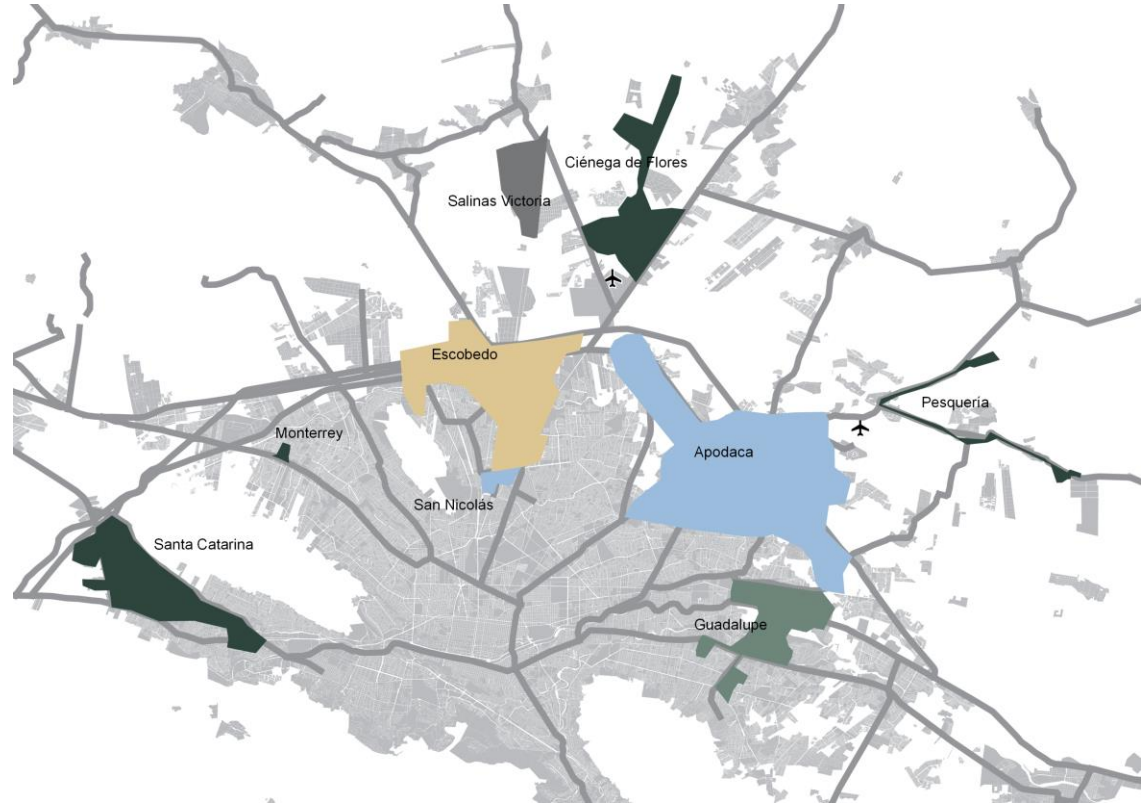 Ciénega de Flores
Salinas Victoria
Escobedo
Pesquería
Monterrey
Apodaca
San Nicolás
Santa Catarina
Guadalupe